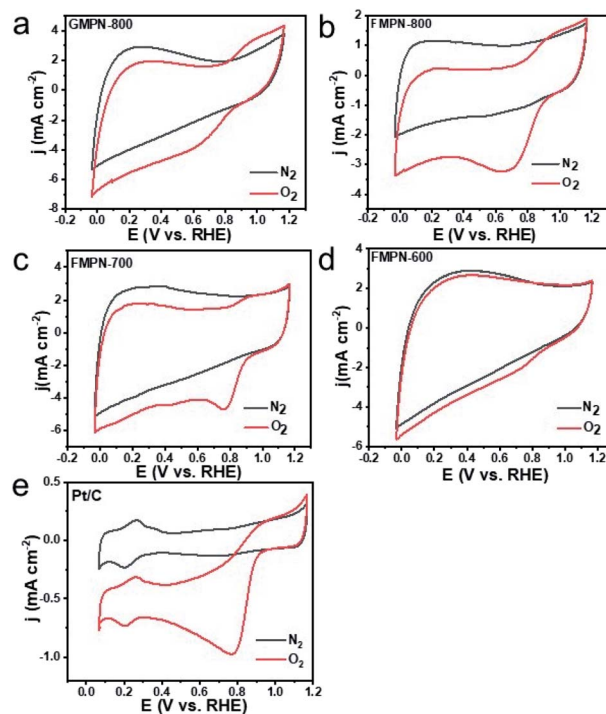 a
GMPN-800
j (mA cm-2)
4
2
0
-2
-4
-6
-8
N2
O2
-0.2 0.0 0.2 0.4 0.6 0.8 1.0 1.2
E (V vs. RHE)
b
FMPN-800
j (mA cm-2)
2
1
0
-1
-2
-3
-4
N2
O2
-0.2 0.0 0.2 0.4 0.6 0.8 1.0 1.2
E (V vs. RHE)
c
FMPN-700
j(mA cm-2)
4
2
0
-2
-4
-6
N2
O2
-0.2 0.0 0.2 0.4 0.6 0.8 1.0 1.2
E (V vs. RHE)
d
FMPN-600
j (mA cm-2)
4
2
0
-2
-4
-6
N2
O2
-0.2 0.0 0.2 0.4 0.6 0.8 1.0 1.2
E (V vs. RHE)
e
Pt/C
j (mA cm-2)
0.5
0.0
-0.5
-1.0
N2
O2
0.0 0.2 0.4 0.6 0.8 1.0 1.2
E (V vs. RHE)